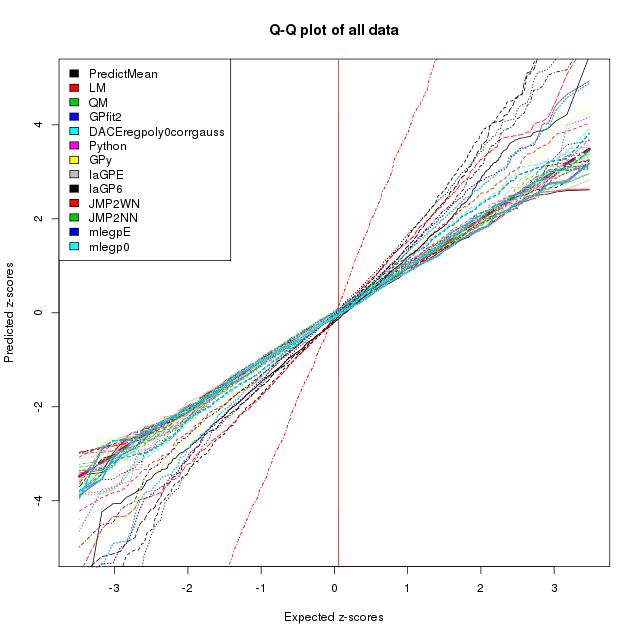 Q-Q plot of all data
PredictMean
LM
QM
GPfit2
DACEregpoly0corrgauss
Python
GPy
laGPE
laGP6
JMP2WN
JMP2NN
mlegpE
mlegp0
Predicted z-scores
4
2
0
-2
-4
-3 -2 -1 0 1 2 3
Expected z-scores